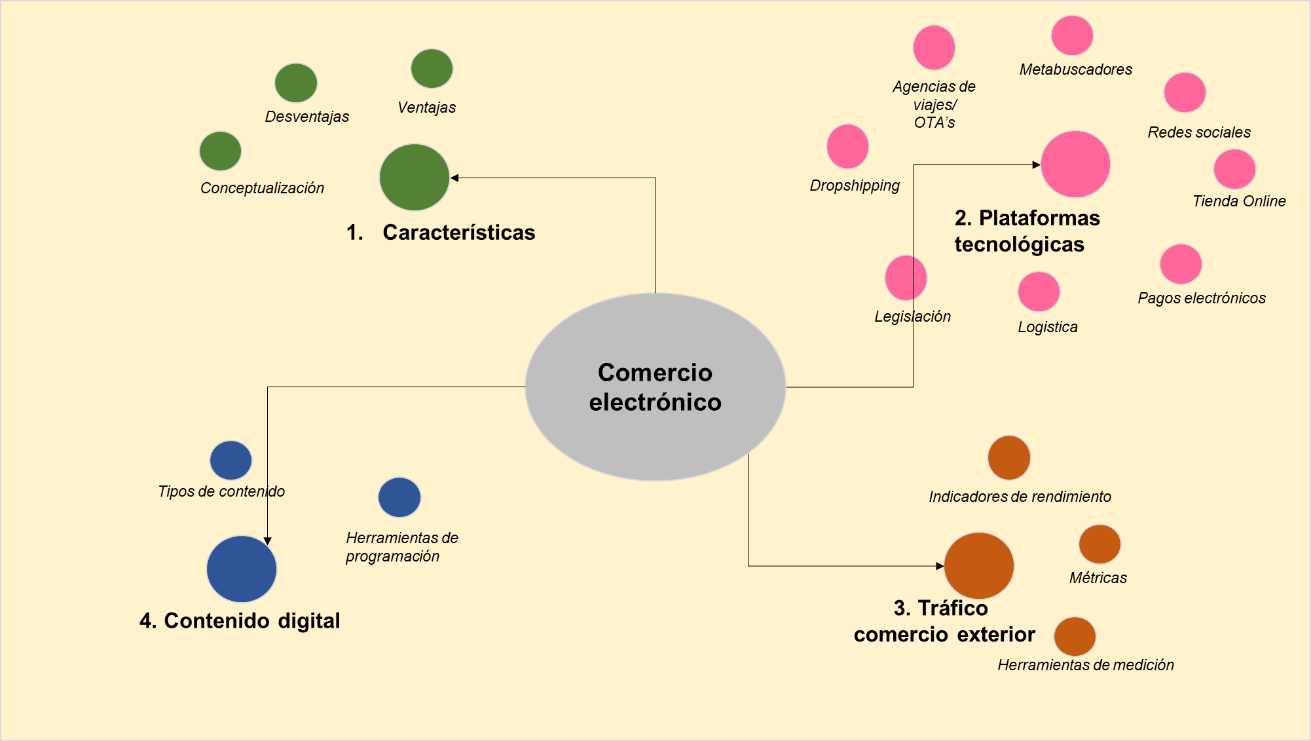 Desventajas
Ventajas
Conceptualización
1. Características
Agencias de
viajes/
OTA's
Metabuscadores
Redes sociales
Dropshipping
Tienda Online
2. Plataformas
tecnológicas
Legislación
Logistica
Pagos electrónicos
Comercio
electrónico
Tipos de contenido
Herramientas de
programación
4. Contenido digital
Indicadores de rendimiento
Métricas
3. Tráfico
comercio exterior
Herramientas de medición